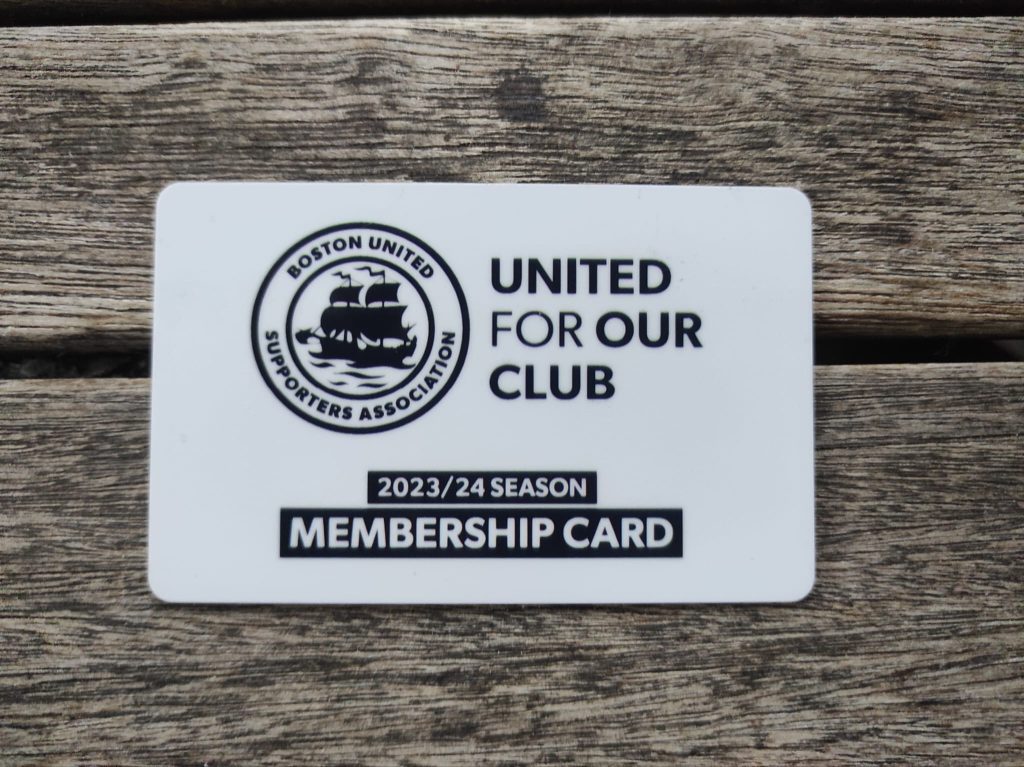 BOSTON UNITED
SUPPORTERS ASSOCIATION
UNITED
FOR OUR
CLUB
2023/24 SEASON
MEMBERSHIP CARD